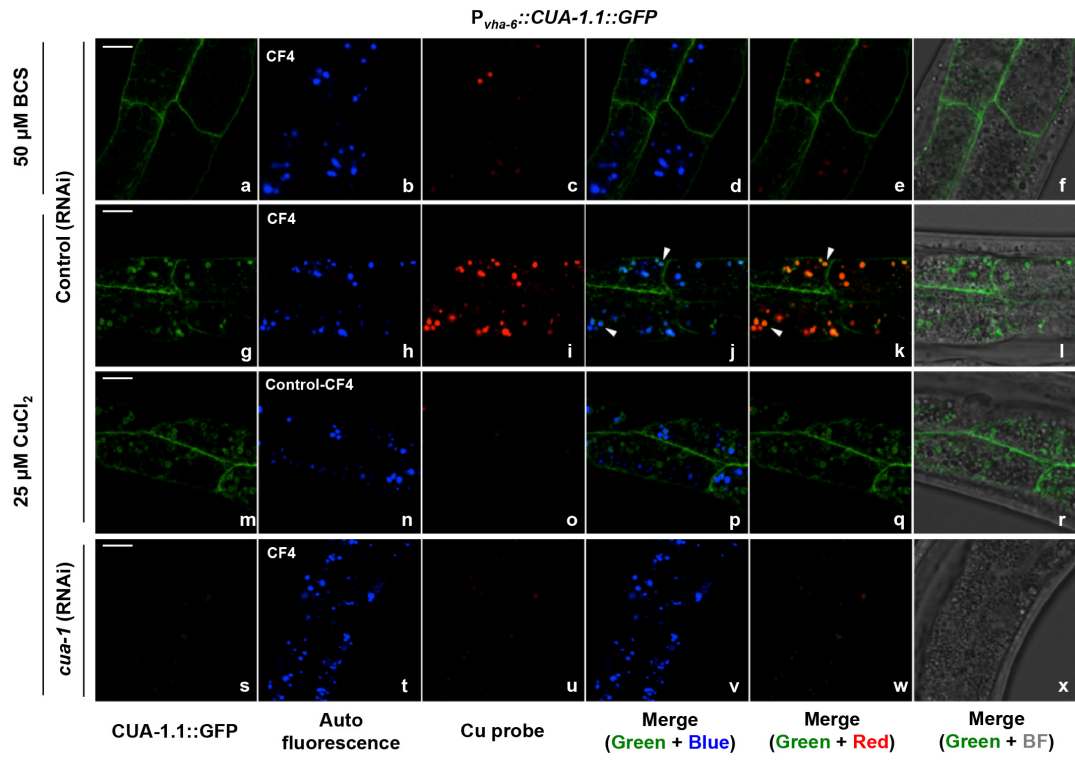 Pvha-6::CUA-1.1::GFP
50 µM BCS
Control (RNAi)
25 µM CuCl2
cua-1 (RNAi)
CF4
a
b
c
d
e
f
CF4
g
h
i
j
k
l
Control-CF4
m
n
o
p
q
r
CF4
s
t
u
v
w
x
CUA-1.1::GFP
Auto
fluorescence
Cu probe
Merge
(Green + Blue)
Merge
(Green + Red)
Merge
(Green + BF)